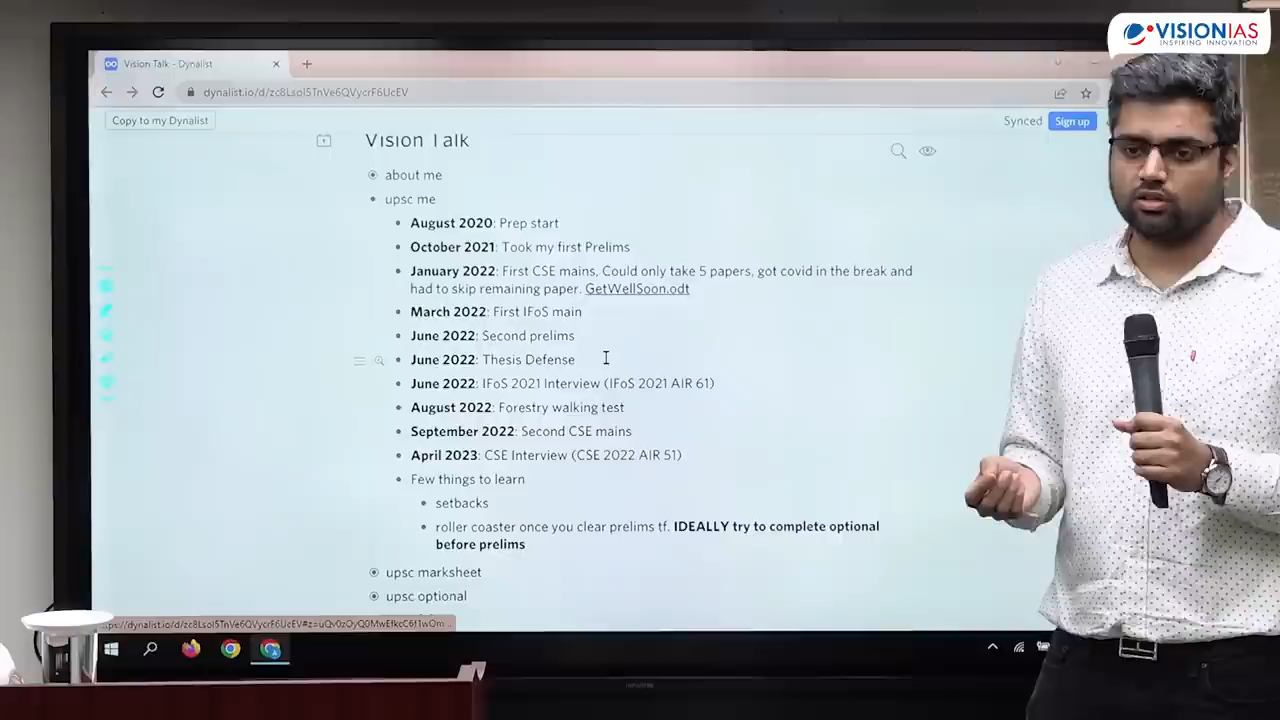 VISIONIAS
INSPIRING INNOVATION
Vision Talk - Dynalist
dynalist.io/d/zc8LsoI5TnVe6QVycrF6UcEV
Copy to my Dynalist
Synced
Sign up
Vision Talk
about me
upsc me
August 2020: Prep start
October 2021: Took my first Prelims
January 2022: First CSE mains, Could only take 5 papers, got covid in the break and
had to skip remaining paper. GetWellSoon.odt
March 2022: First IFoS main
June 2022: Second prelims
June 2022: Thesis Defense
June 2022: IFoS 2021 Interview (IFoS 2021 AIR 61)
August 2022: Forestry walking test
September 2022: Second CSE mains
April 2023: CSE Interview (CSE 2022 AIR 51)
Few things to learn
setbacks
roller coaster once you clear prelims tf. IDEALLY try to complete optional
before prelims
upsc marksheet
upsc optional